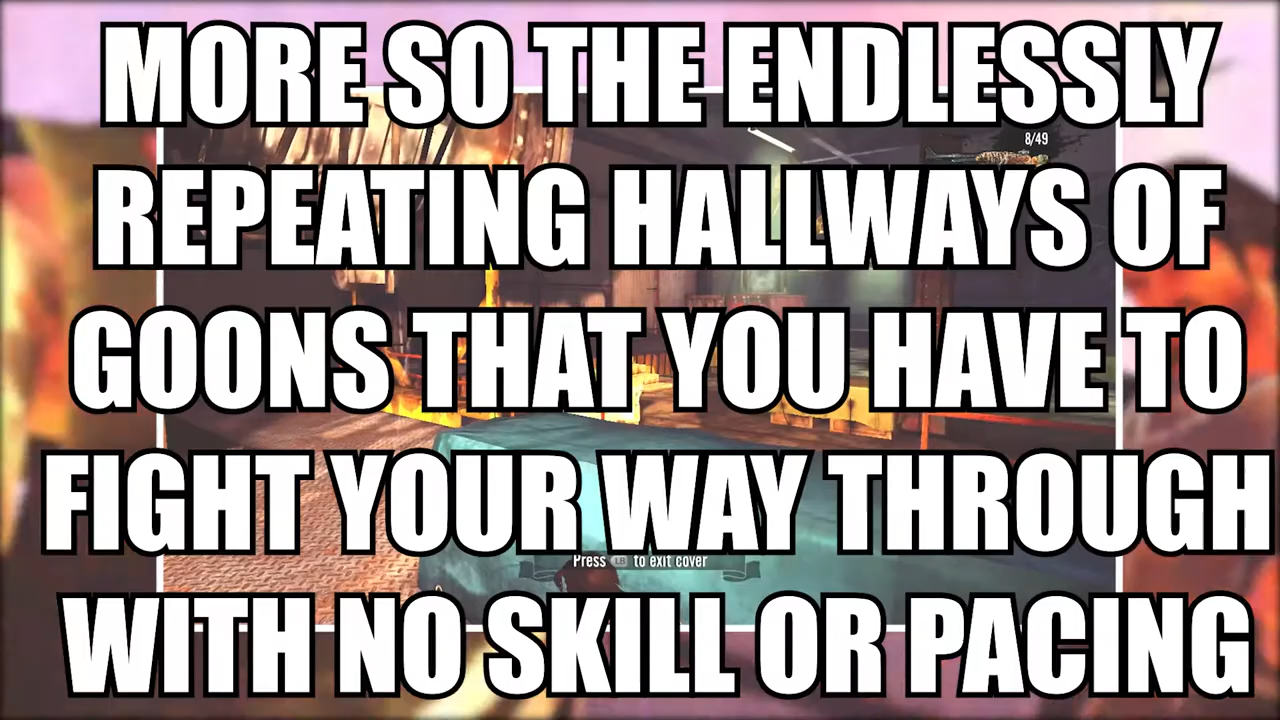 MORE SO THE ENDLESSLY
8/49
REPEATING HALLWAYS OF
GOONS THAT YOU HAVE TO
FIGHT YOUR WAY THROUGH
Press LB to exit cover
WITH NO SKILL OR PACING